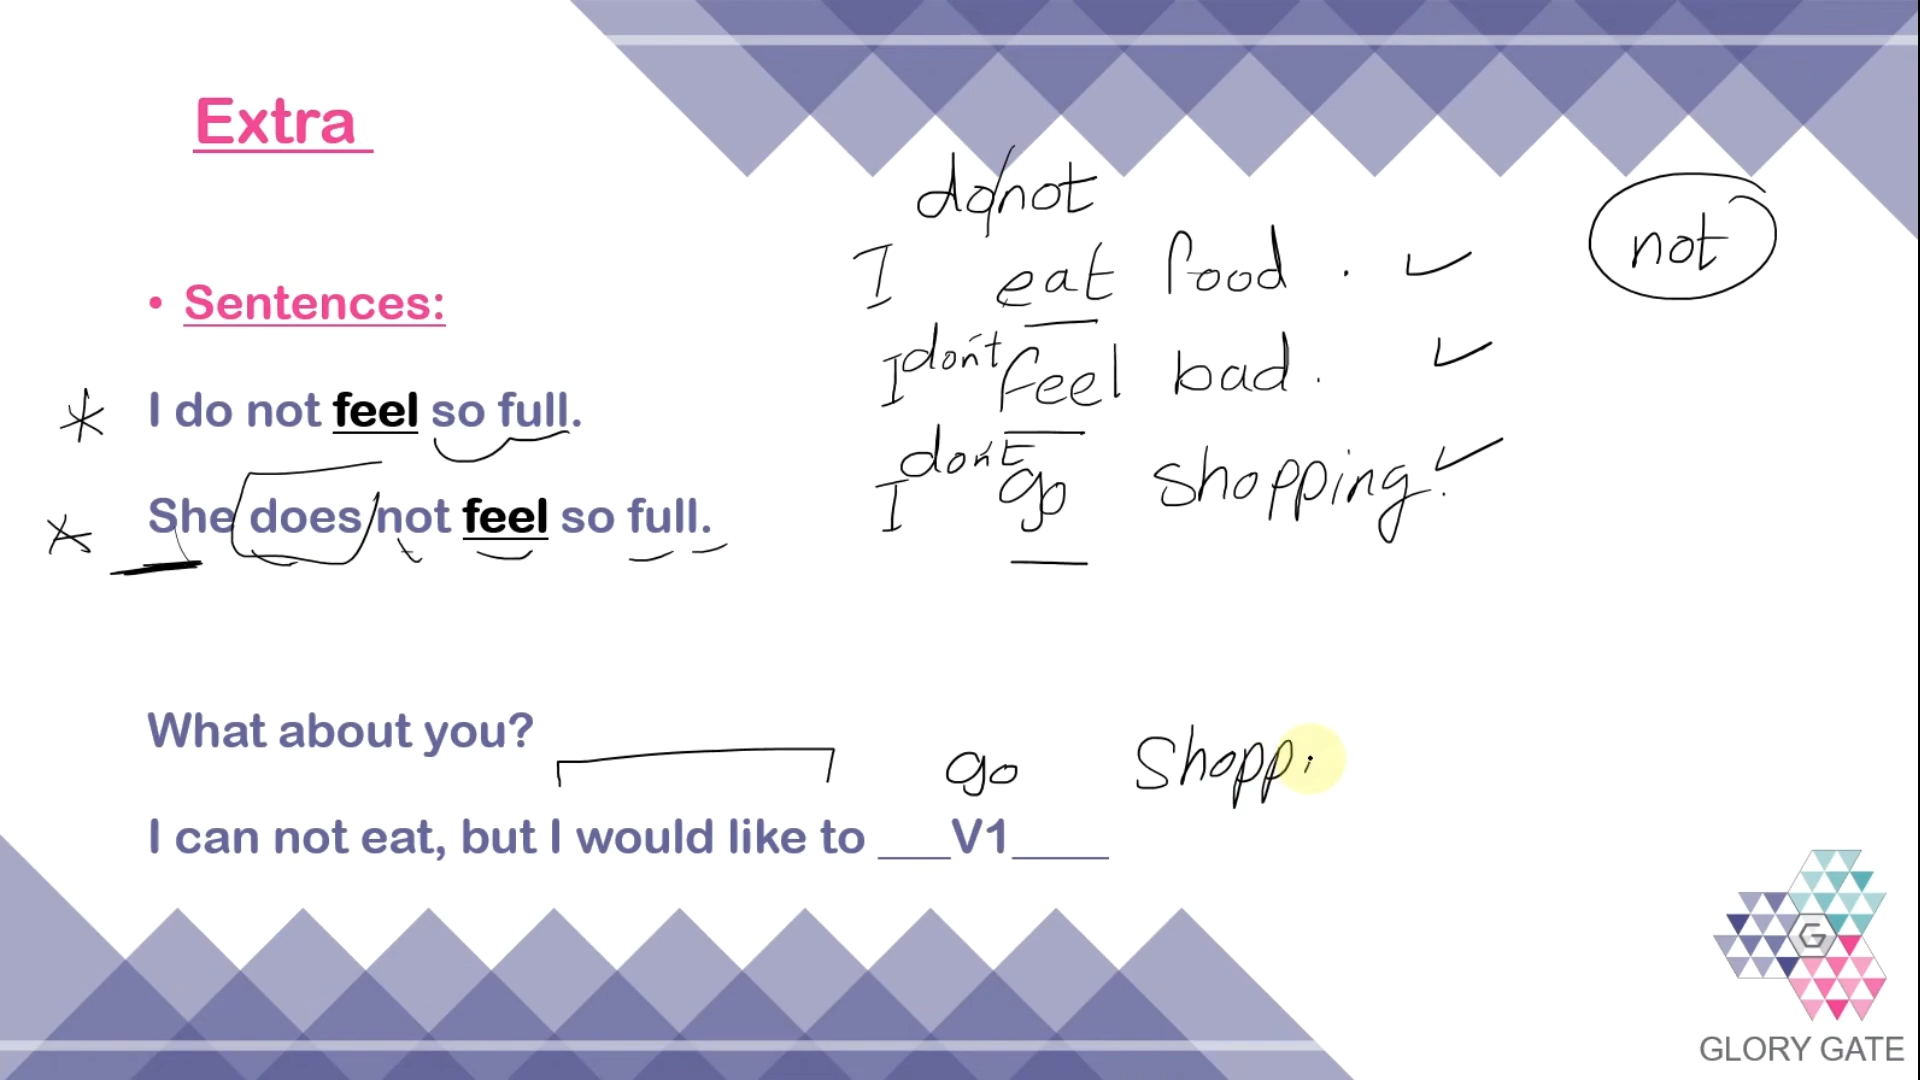 Extra
• Sentences:
I do not feel so full.
She does not feel so full.
What about you?
I can not eat, but I would like to ___V1____
do/not
I eat food .
I don't feel bad .
I don't go shopping.
not
go Shoppi
G
GLORY GATE